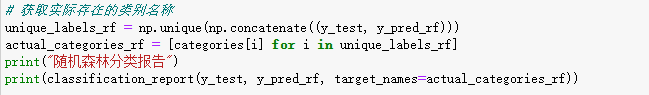 # 获取实际存在的类别名称
unique_labels_rf = np.unique(np.concatenate((y_test, y_pred_rf)))
actual_categories_rf = [categories[i] for i in unique_labels_rf]
print("随机森林分类报告")
print(classification_report(y_test, y_pred_rf, target_names=actual_categories_rf))